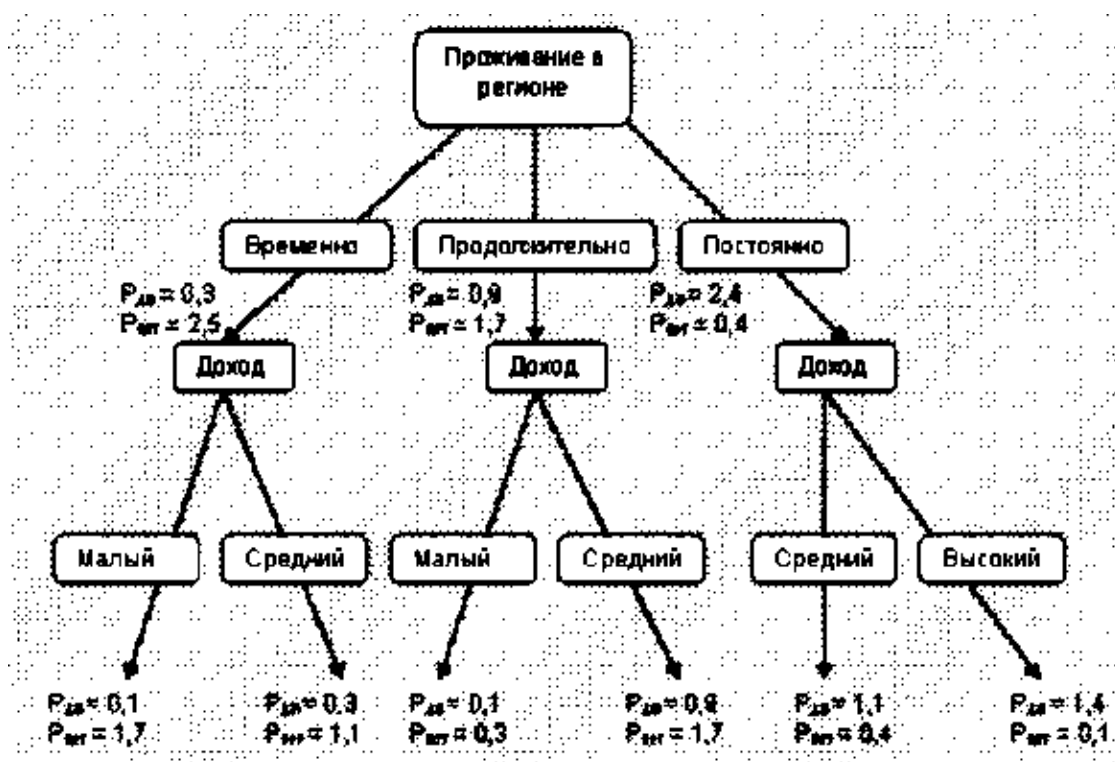 Проживание в
регионе
Временно
Продолжительно
Постоянно
Pда = 0,3
Pнет = 2,5
Pда = 0,9
Pнет = 1,7
Pда = 2,4
Pнет = 0,4
Доход
Доход
Доход
Малый
Средний
Малый
Средний
Средний
Высокий
Pда = 0,1
Pнет = 1,7
Pда = 0,3
Pнет = 1,1
Pда = 0,1
Pнет = 0,3
Pда = 0,9
Pнет = 1,7
Pда = 1,1
Pнет = 0,4
Pда = 1,4
Pнет = 0,1